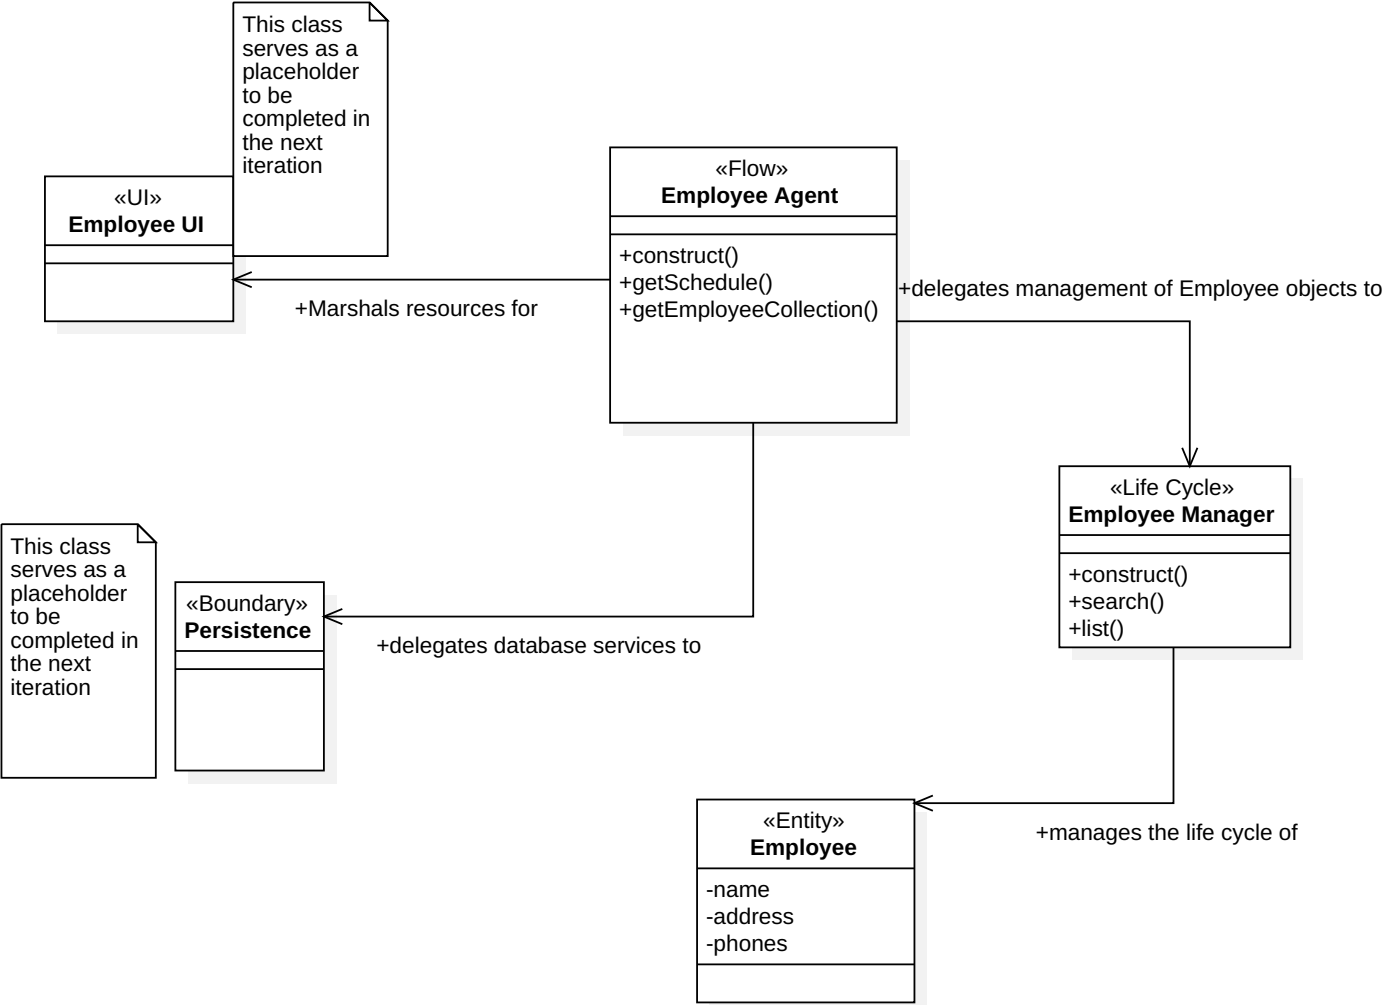 This class
serves as a
placeholder
to be
completed in
the next
iteration
«UI»
Employee UI
«Flow»
Employee Agent
+construct()
+getSchedule()
+getEmployeeCollection()
+Marshals resources for
+delegates management of Employee objects to
«Life Cycle»
Employee Manager
+construct()
+search()
+list()
This class
serves as a
placeholder
to be
completed in
the next
iteration
«Boundary»
Persistence
+delegates database services to
«Entity»
Employee
-name
-address
-phones
+manages the life cycle of